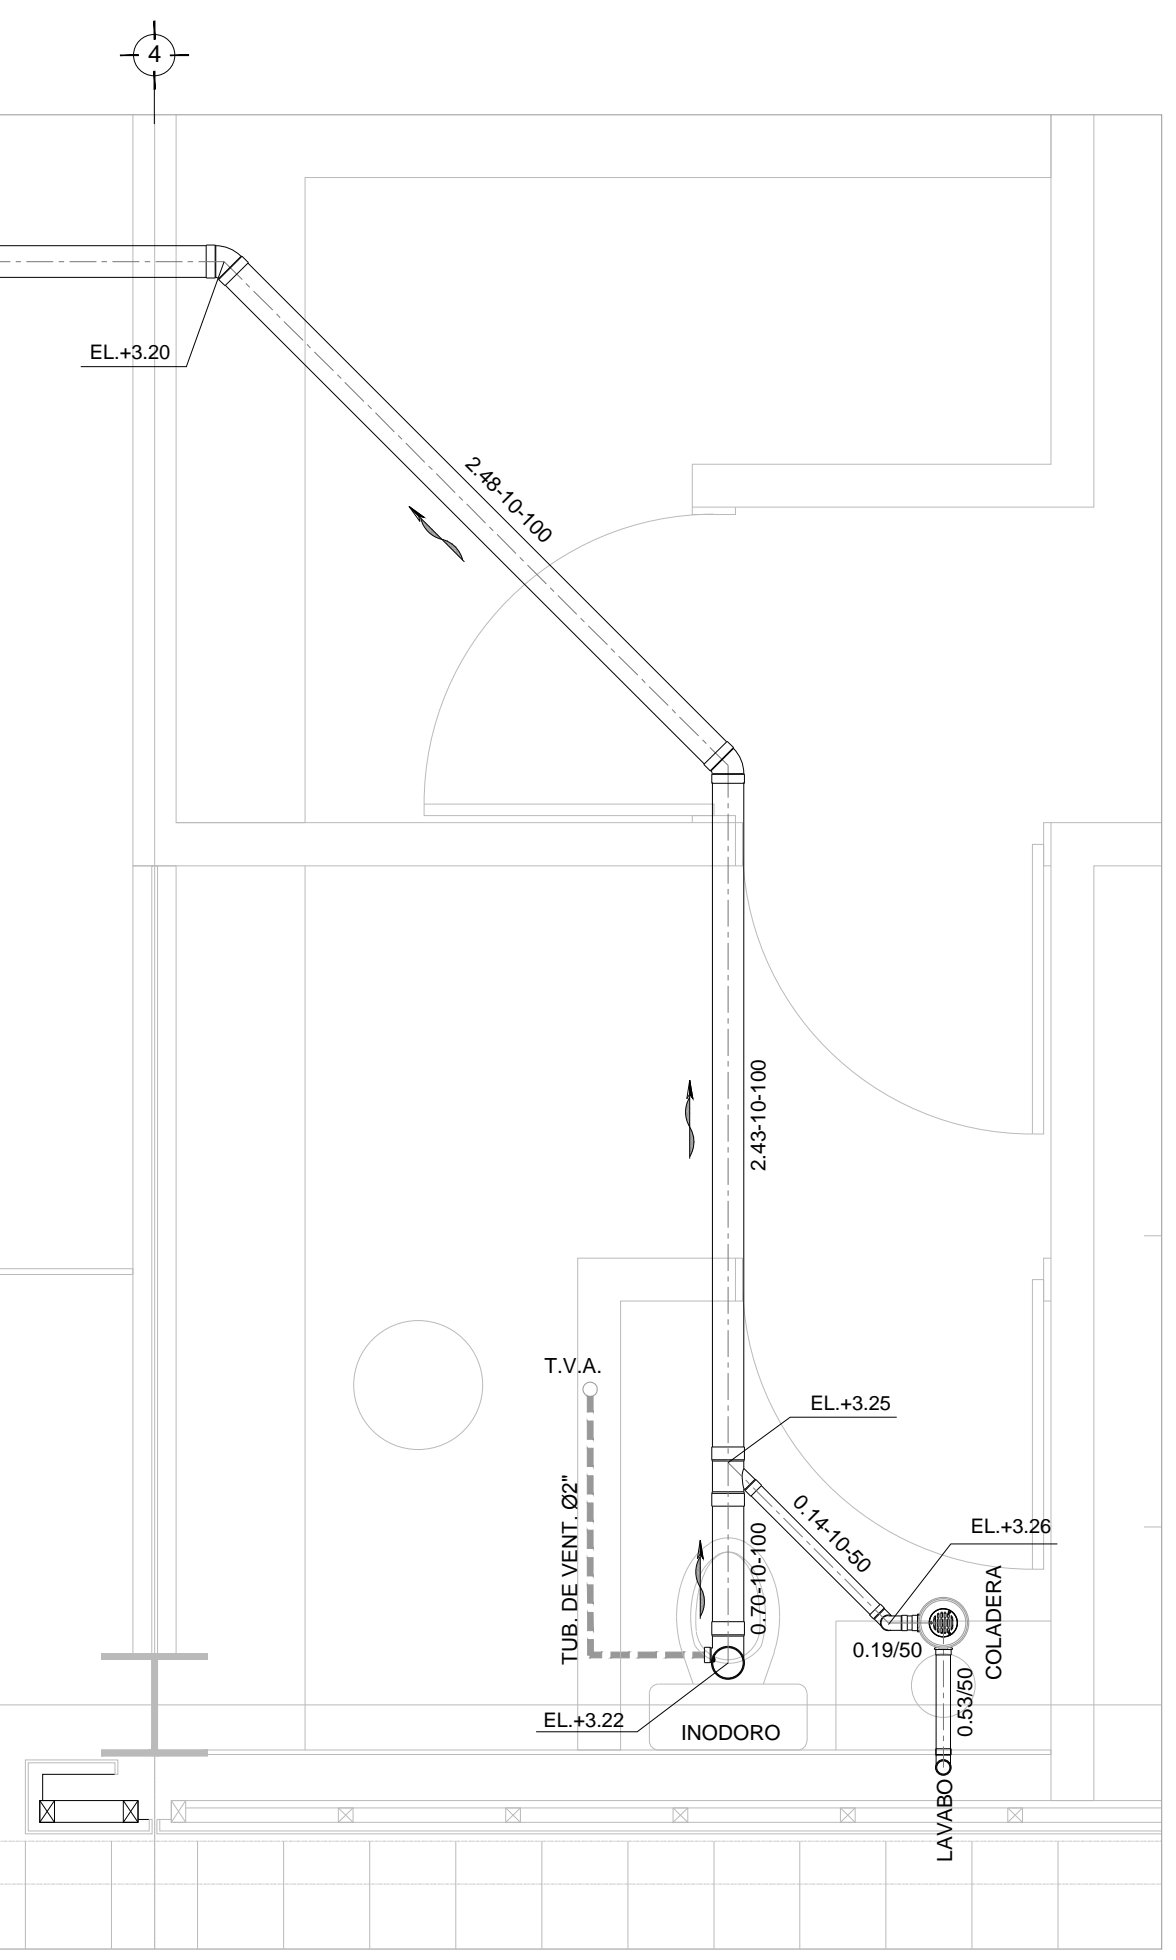 4
EL.+3.20
2.48-10-100
2.43-10-100
T.V.A.
EL.+3.25
TUB. DE VENT. Ø2"
0.70-10-100
0.14-10-50
EL.+3.26
COLADERA
0.19/50
0.53/50
EL.+3.22
INODORO
LAVABO